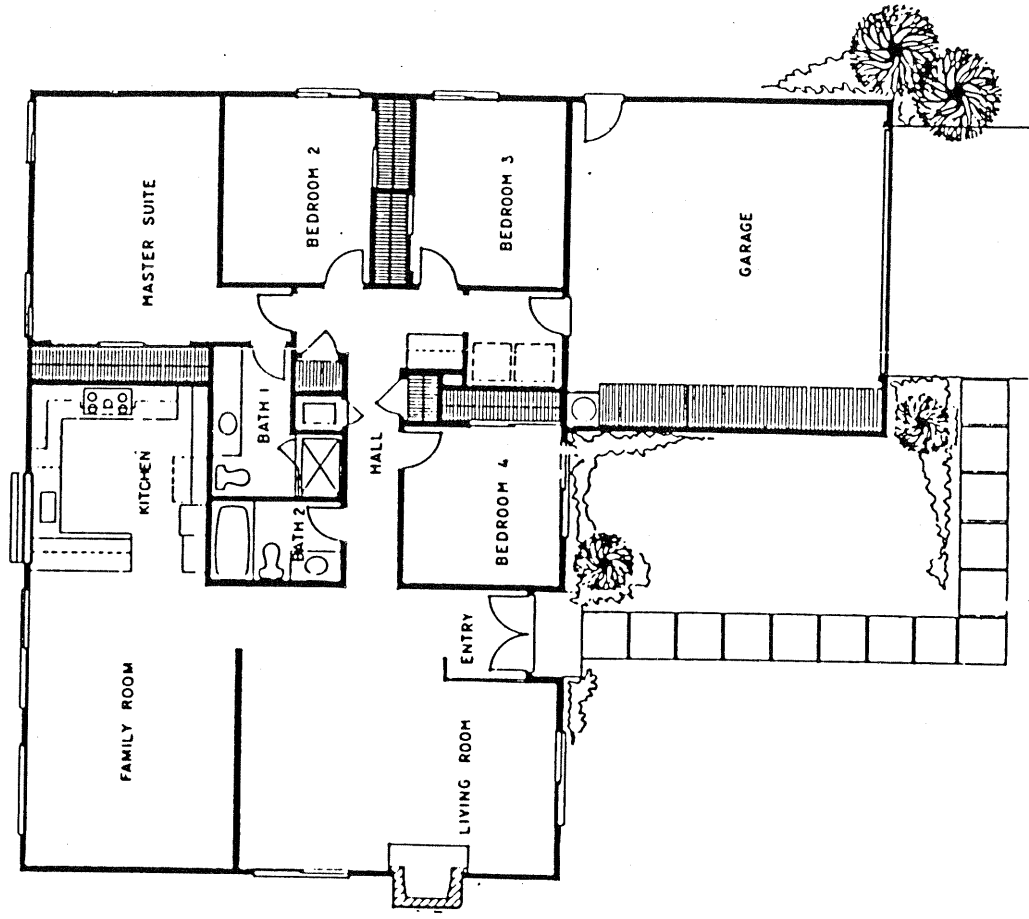 MASTER SUITE
BEDROOM 2
BEDROOM 3
GARAGE
KITCHEN
BATH 1
HALL
BATH 2
BEDROOM 4
ENTRY
FAMILY ROOM
LIVING ROOM